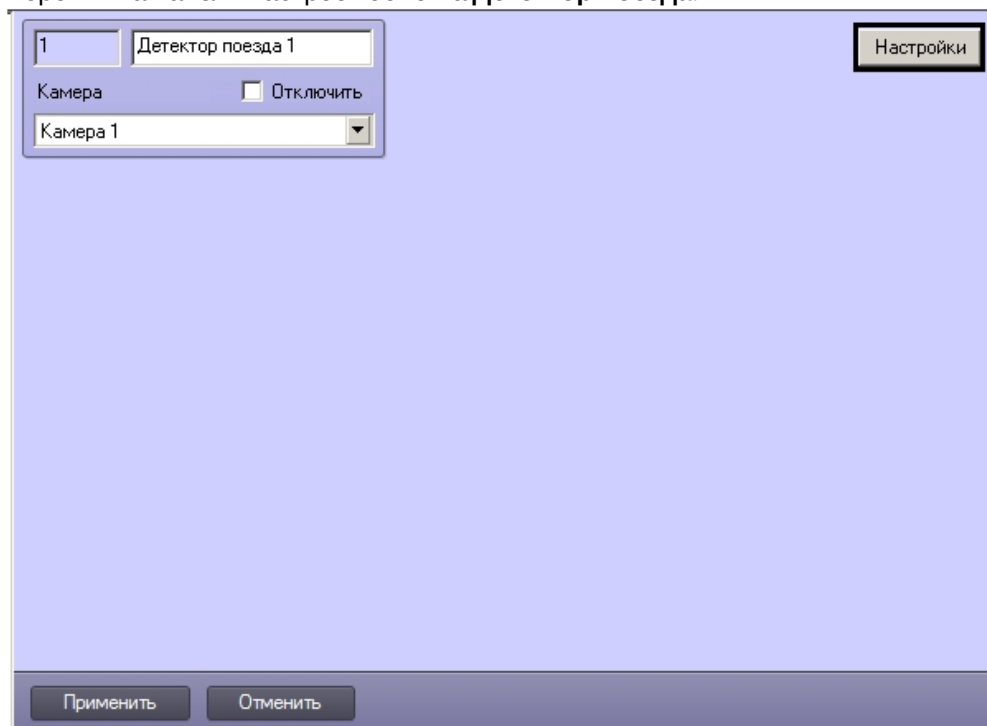 1 Детектор поезда 1 Настройки
Камера Отключить
Камера 1
Применить Отменить